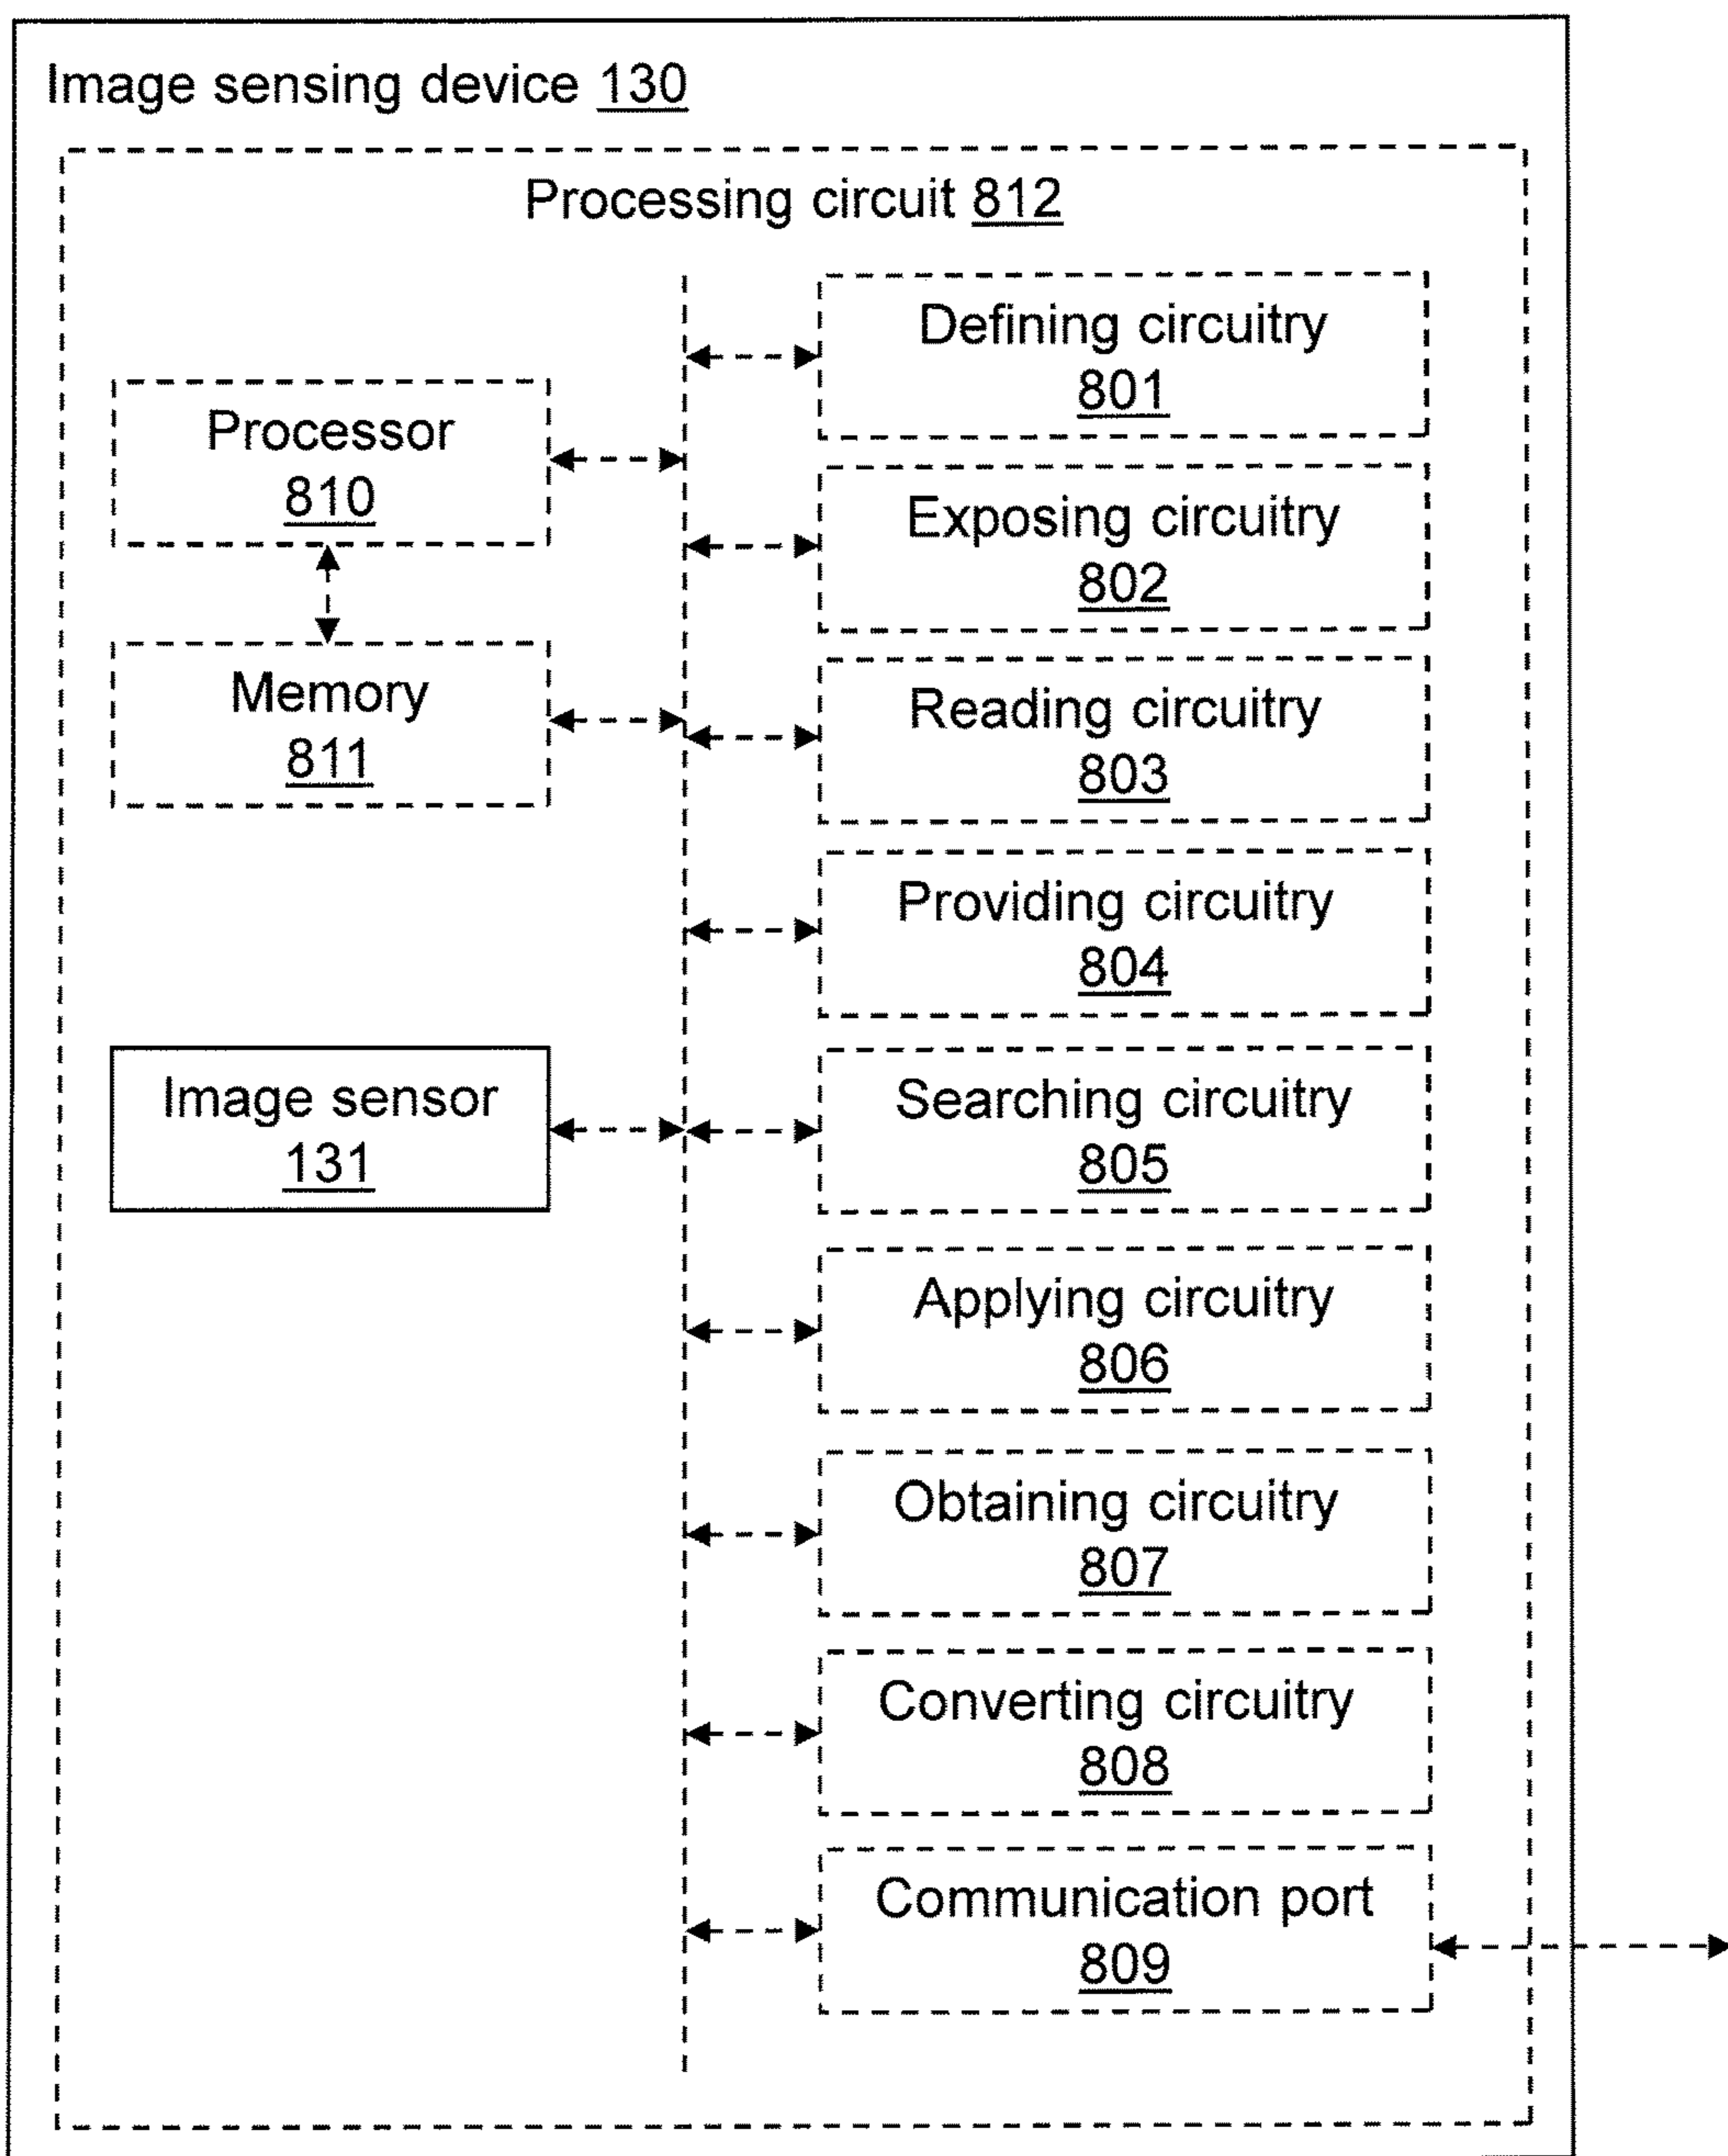 Image sensing device 130
Processing circuit 812
Processor
810
Memory
811
Image sensor
131
Defining circuitry
801
Exposing circuitry
802
Reading circuitry
803
Providing circuitry
804
Searching circuitry
805
Applying circuitry
806
Obtaining circuitry
807
Converting circuitry
808
Communication port
809